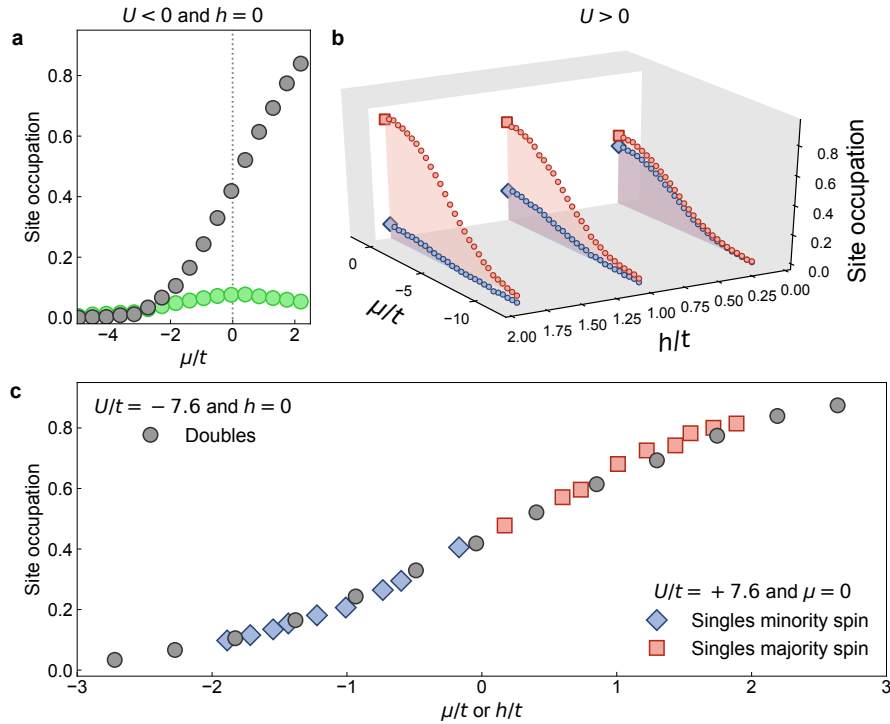 U < 0 and h = 0
U > 0
a
b
Site occupation
0.8
0.6
0.4
0.2
0.0
−4
−2
0
2
μ/t
0
−5
−10
μ/t
2.00
1.75
1.50
1.25
1.00
0.75
0.50
0.25
0.00
h/t
0.8
0.6
0.4
0.2
0.0
Site occupation
c
U/t = − 7.6 and h = 0
Doubles
Site occupation
0.8
0.6
0.4
0.2
0.0
U/t = + 7.6 and μ = 0
Singles minority spin
Singles majority spin
−3
−2
−1
0
1
2
3
μ/t or h/t